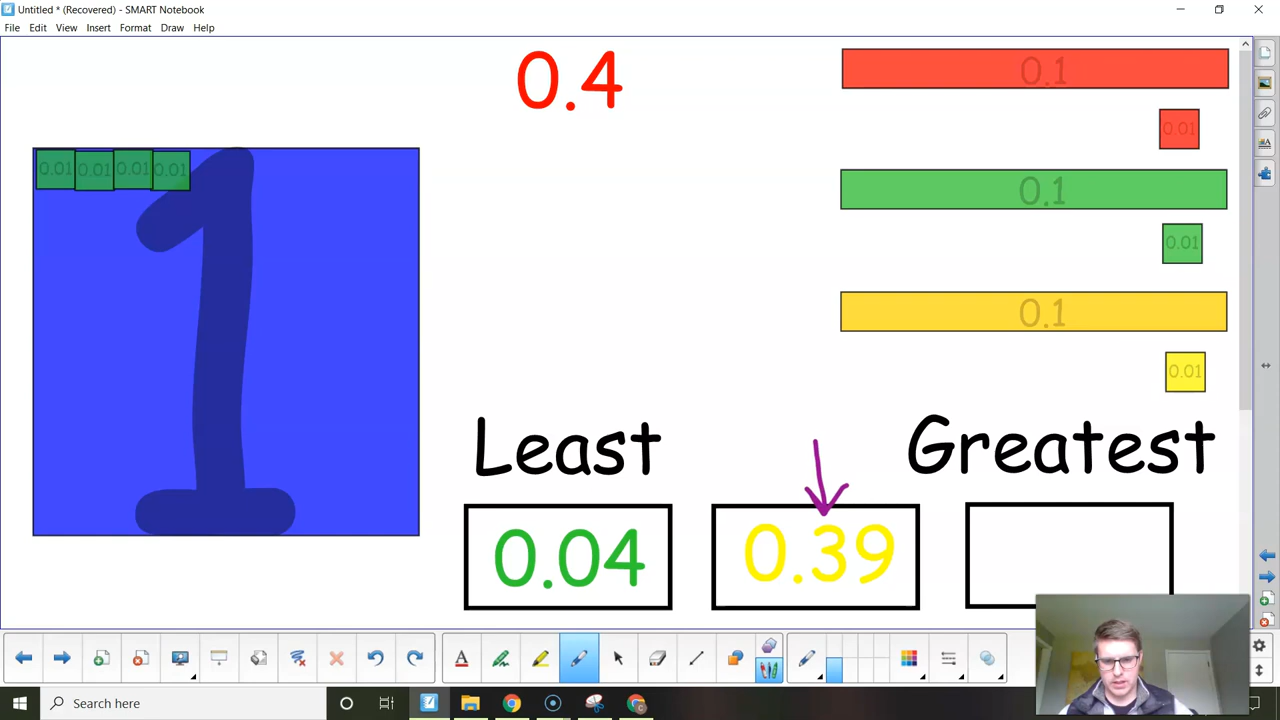 Untitled * (Recovered) - SMART Notebook
File Edit View Insert Format Draw Help
0.4
0.1
0.01
0.01 0.01 0.01 0.01
0.1
0.01
1
0.1
0.01
Least Greatest
0.04 0.39
Search here